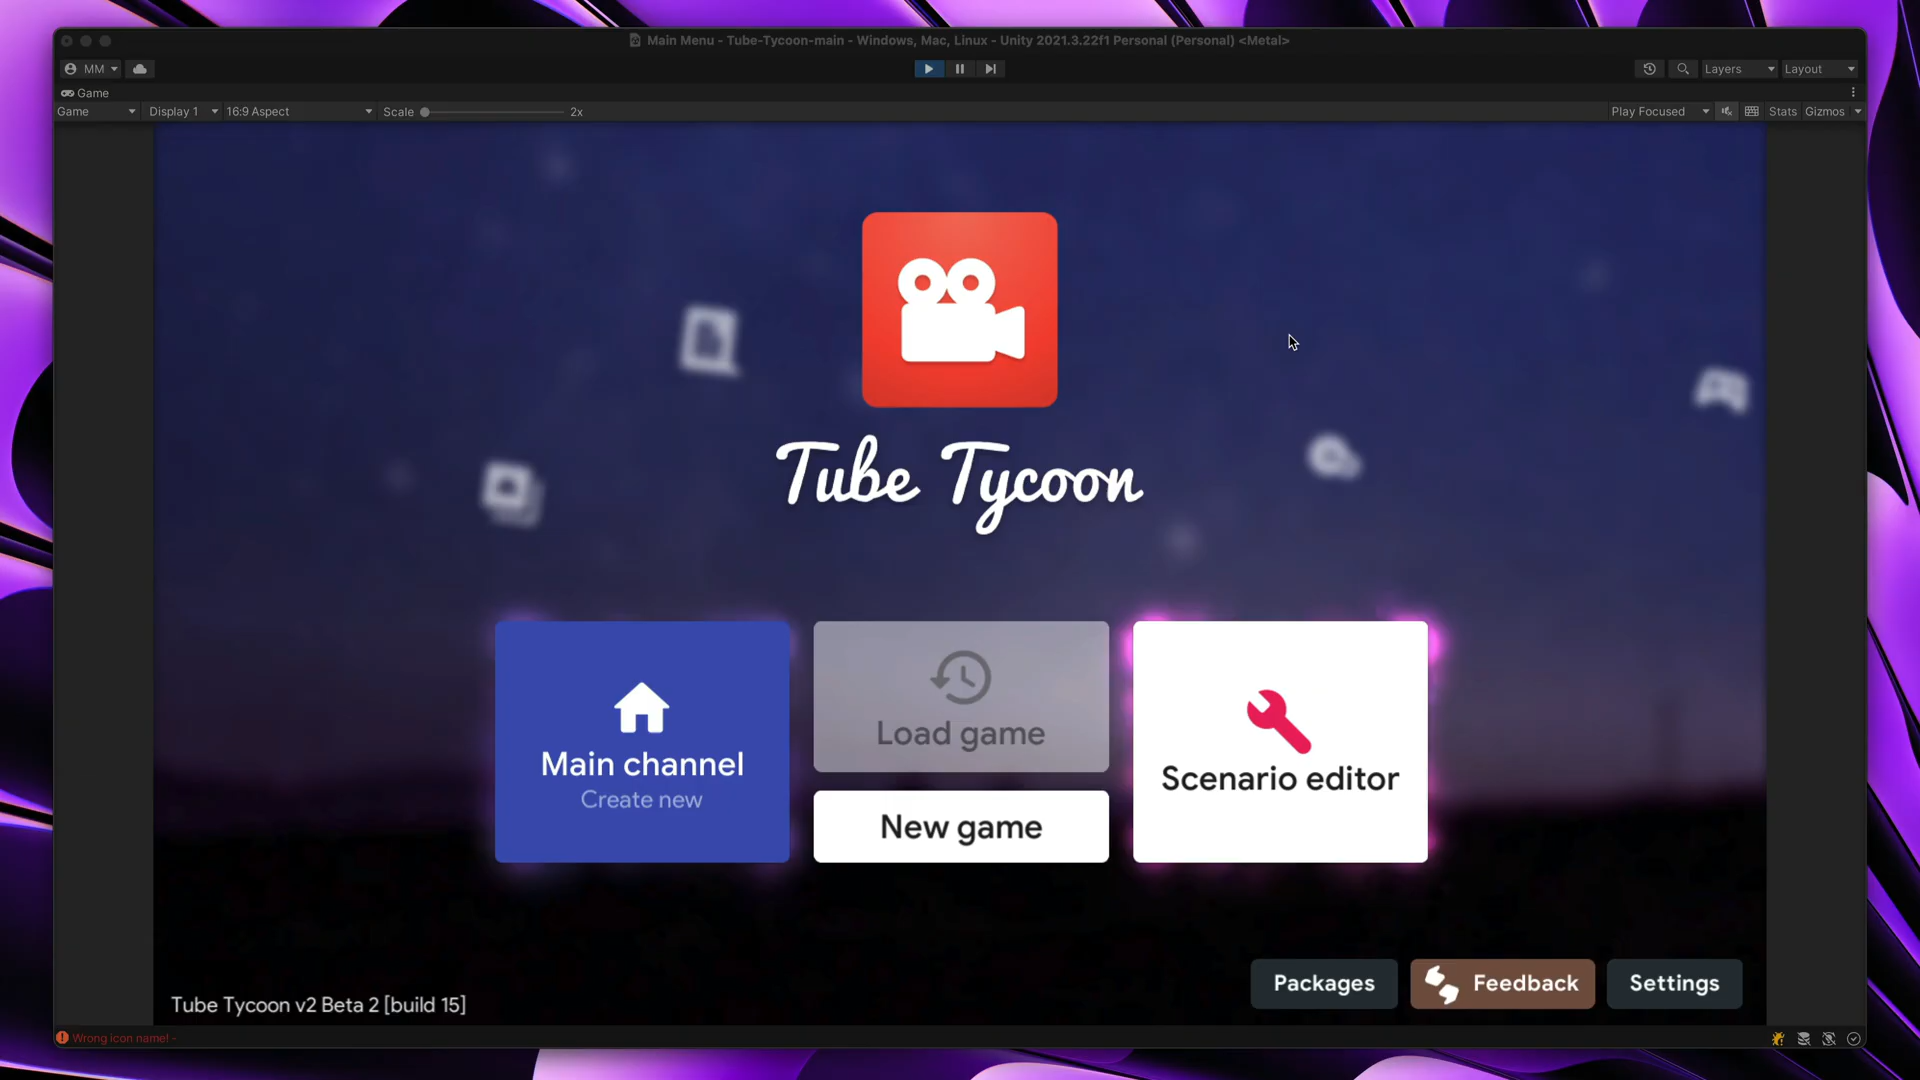 Main Menu - Tube-Tycoon-main - Windows, Mac, Linux - Unity 2021.3.22f1 Personal (Personal) <Metal>
MM
Layers
Layout
Game
Game
Display 1
16:9 Aspect
Scale
2x
Play Focused
Stats
Gizmos
Tube Tycoon
Main channel
Create new
Load game
New game
Scenario editor
Packages
Feedback
Settings
Tube Tycoon v2 Beta 2 [build 15]
Wrong icon name! -